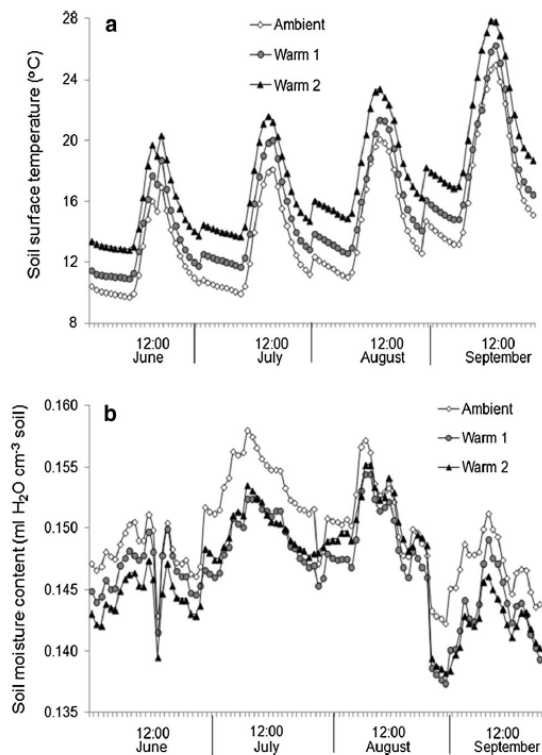 a
Ambient
Warm 1
Warm 2
Soil surface temperature (°C)
28
24
20
16
12
8
12:00 12:00 12:00 12:00
June July August September
b
Ambient
Warm 1
Warm 2
Soil moisture content (ml H₂O cm⁻³ soil)
0.160
0.155
0.150
0.145
0.140
0.135
12:00 12:00 12:00 12:00
June July August September